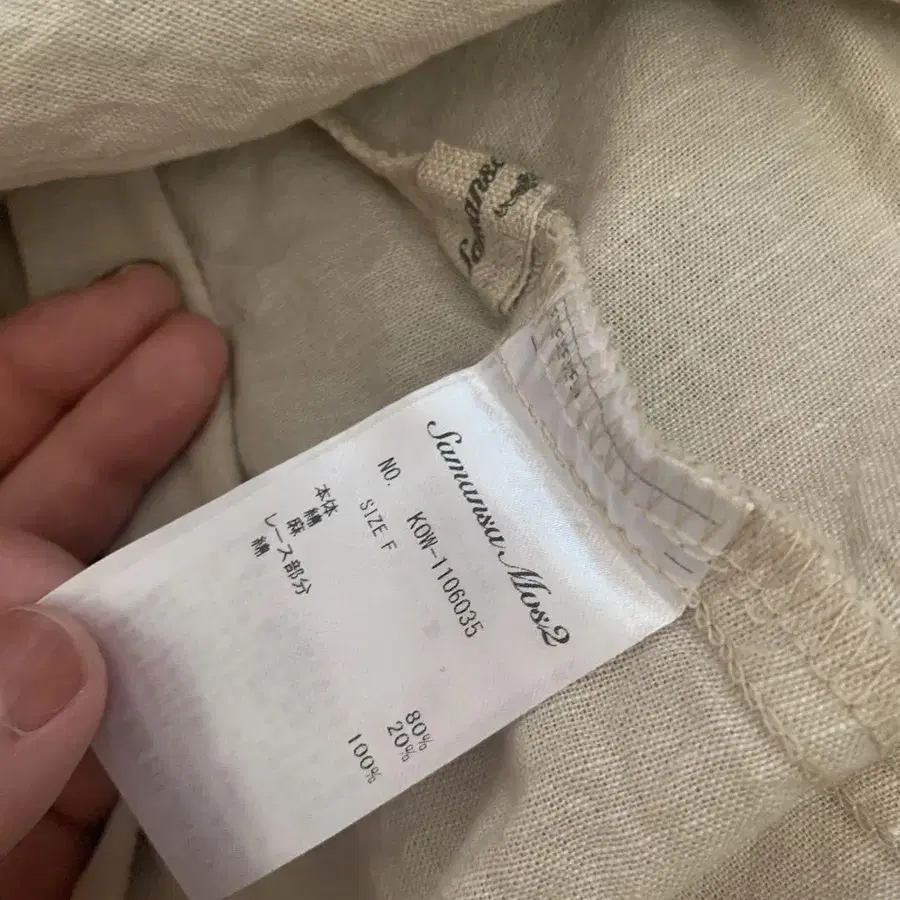 Samansa
Samansa Mos2
NO. KOW-1106035
SIZE F
本体
綿 80%
麻 20%
レース部分
綿 100%